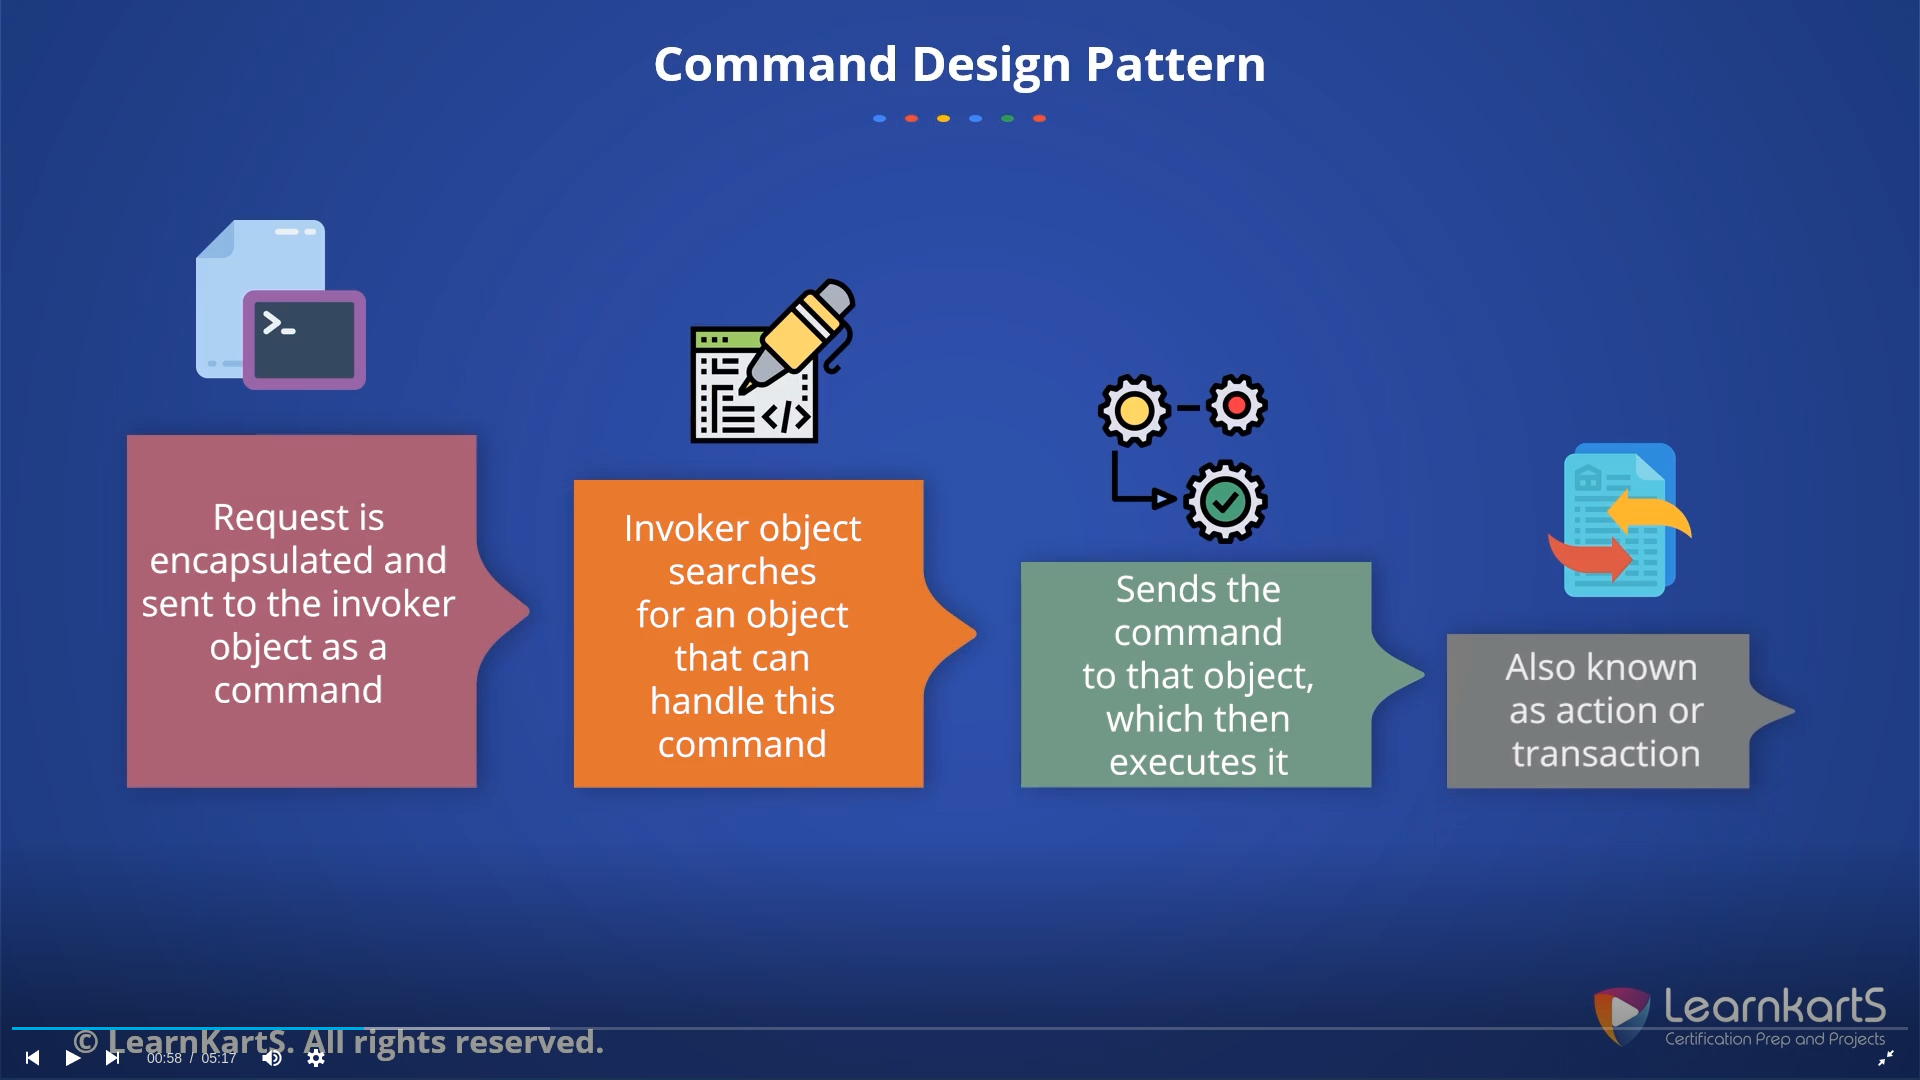 Command Design Pattern
>_
</>
Request is
encapsulated and
sent to the invoker
object as a
command
Invoker object
searches
for an object
that can
handle this
command
Sends the
command
to that object,
which then
executes it
Also known
as action or
transaction
LearnkartS
Certification Prep and Projects
© LearnKartS. All rights reserved.
00:58 / 05:17